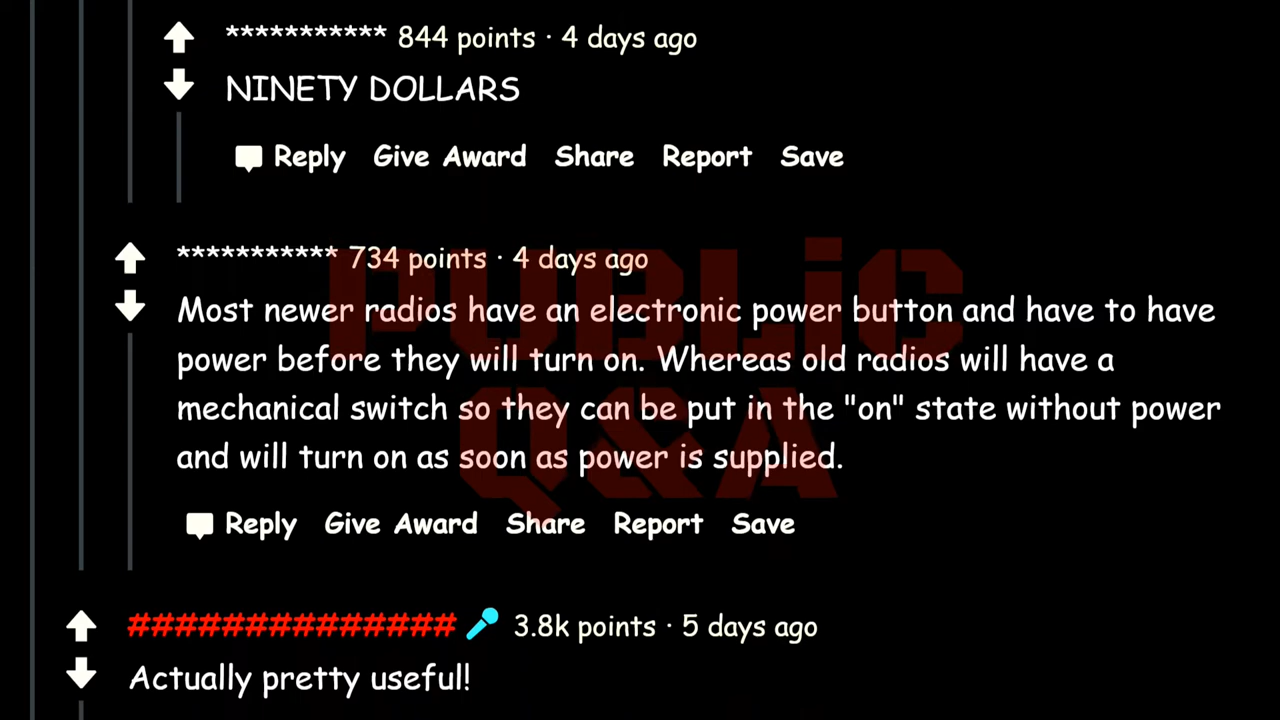 *********** 844 points · 4 days ago
NINETY DOLLARS
Reply Give Award Share Report Save
*********** 734 points · 4 days ago
Most newer radios have an electronic power button and have to have
power before they will turn on. Whereas old radios will have a
mechanical switch so they can be put in the "on" state without power
and will turn on as soon as power is supplied.
PUBLiC
Q&A
Reply Give Award Share Report Save
############## 3.8k points · 5 days ago
Actually pretty useful!